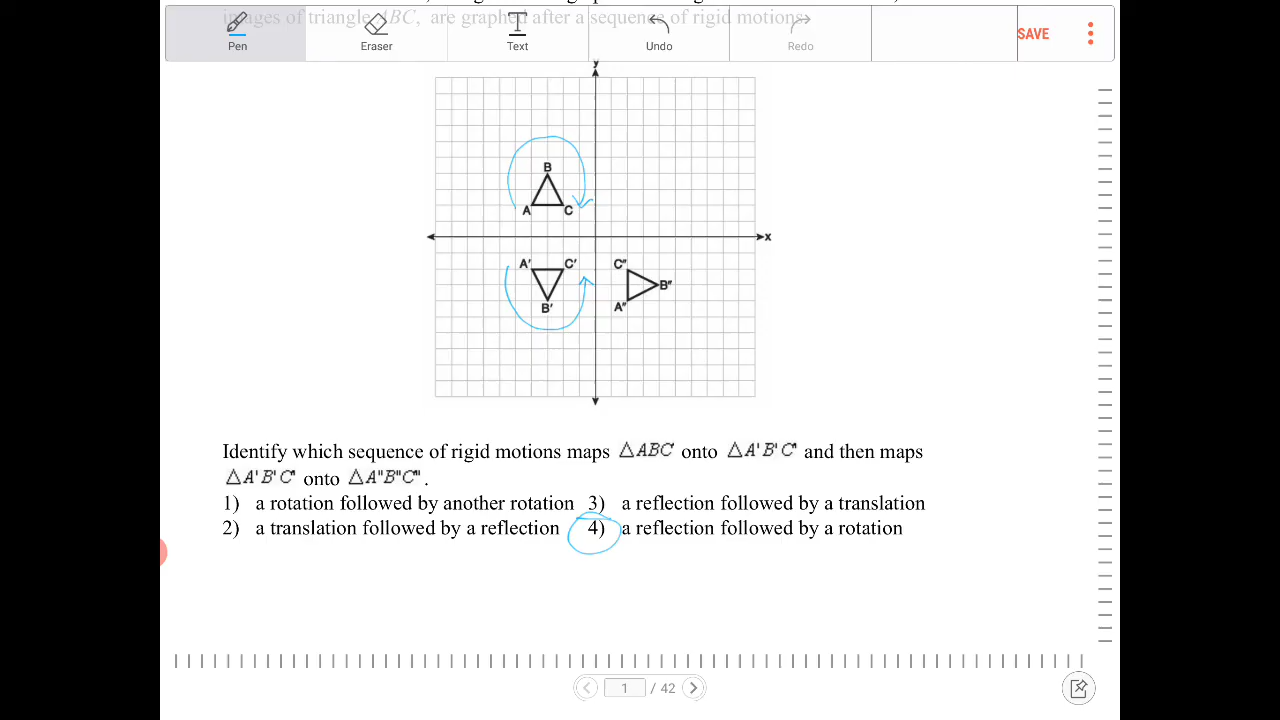 images of triangle ABC, are graphed after a sequence of rigid motions
Pen
Eraser
Text
Undo
Redo
SAVE
y
B
A
C
x
A'
C'
B'
C"
B"
A"
Identify which sequence of rigid motions maps △ABC onto △A'B'C' and then maps
△A'B'C' onto △A"B"C".
1) a rotation followed by another rotation 3) a reflection followed by a translation
2) a translation followed by a reflection 4) a reflection followed by a rotation
1 / 42